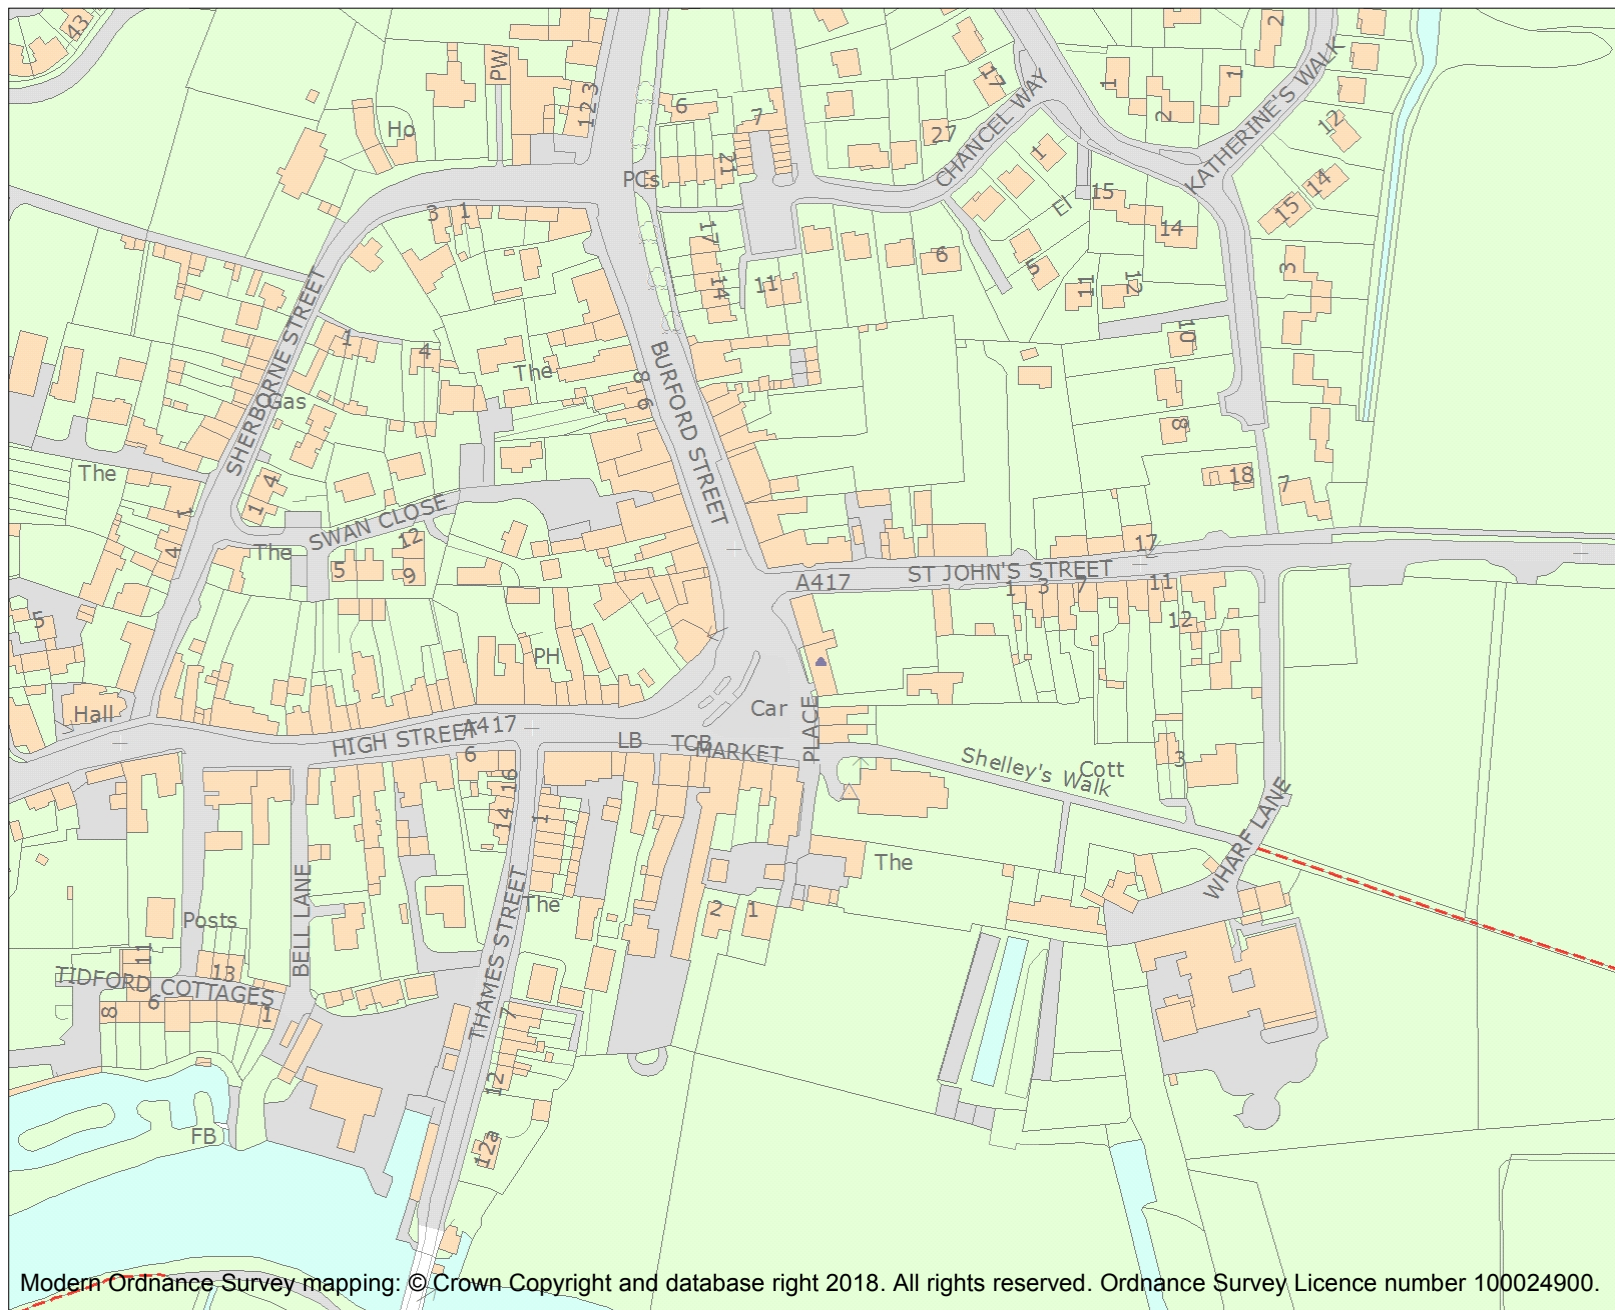 43
PW
1 2 3
Ho
6
7
17
1
2
1
2
KATHERINE'S WALK
12
CHANCEL WAY
27
1
PCs
21
3
1
El
15
14
15
14
17
14
11
6
5
11
12
3
10
SHERBORNE STREET
1
4
The
8
6
BURFORD STREET
Gas
8
The
4
1
1
4
18
7
SWAN CLOSE
12
The
5
9
17
A417
ST JOHN'S STREET
1
3
7
11
12
5
PH
Hall
HIGH STREET
A417
6
LB
TCB
MARKET
PLACE
Car
Shelley's Walk
Cott
3
16
14
1
WHARF LANE
The
BELL LANE
THAMES STREET
The
2
1
Posts
11
13
TIDFORD COTTAGES
8
6
1
7
12
12a
FB
Modern Ordnance Survey mapping: © Crown Copyright and database right 2018. All rights reserved. Ordnance Survey Licence number 100024900.